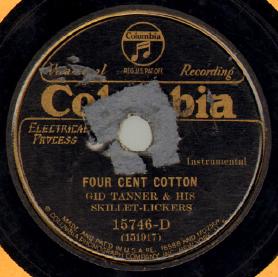 Columbia
REG. U.S. PAT. OFF.
Recording
Columbia
ELECTRICAL
PROCESS
Instrumental
FOUR CENT COTTON
GID TANNER & HIS
SKILLET-LICKERS
15746-D
(151917)